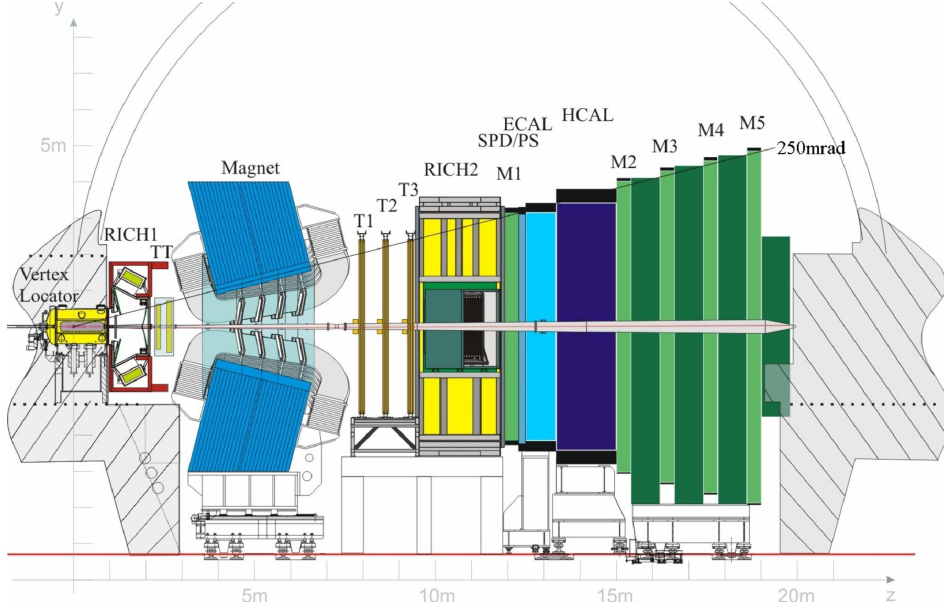 y
5m
Vertex
Locator
RICH1
TT
Magnet
T1
T2
T3
RICH2
M1
SPD/PS
ECAL
HCAL
M2
M3
M4
M5
250mrad
5m
10m
15m
20m
z